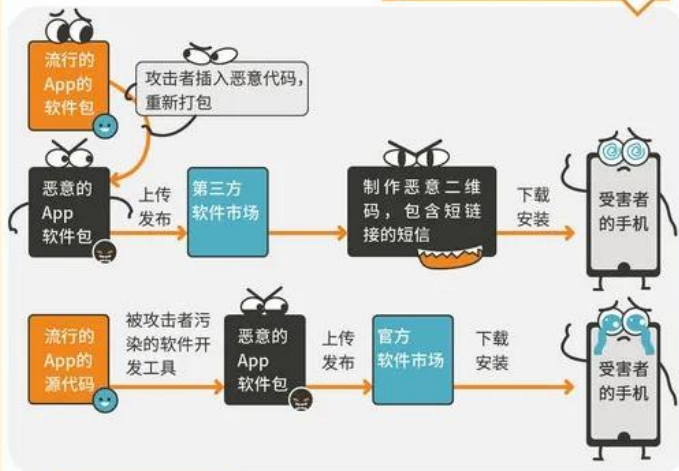 流行的
App的
软件包
攻击者插入恶意代码，
重新打包
恶意的
App
软件包
上传
发布
第三方
软件市场
制作恶意二维
码，包含短链
接的短信
下载
安装
受害者
的手机
流行的
App的
源代码
被攻击者污
染的软件开
发工具
恶意的
App
软件包
上传
发布
官方
软件市场
下载
安装
受害者
的手机